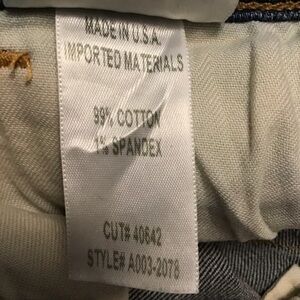 MADE IN U.S.A.
IMPORTED MATERIALS
99% COTTON
1% SPANDEX
CUT# 40642
STYLE# A003-2078